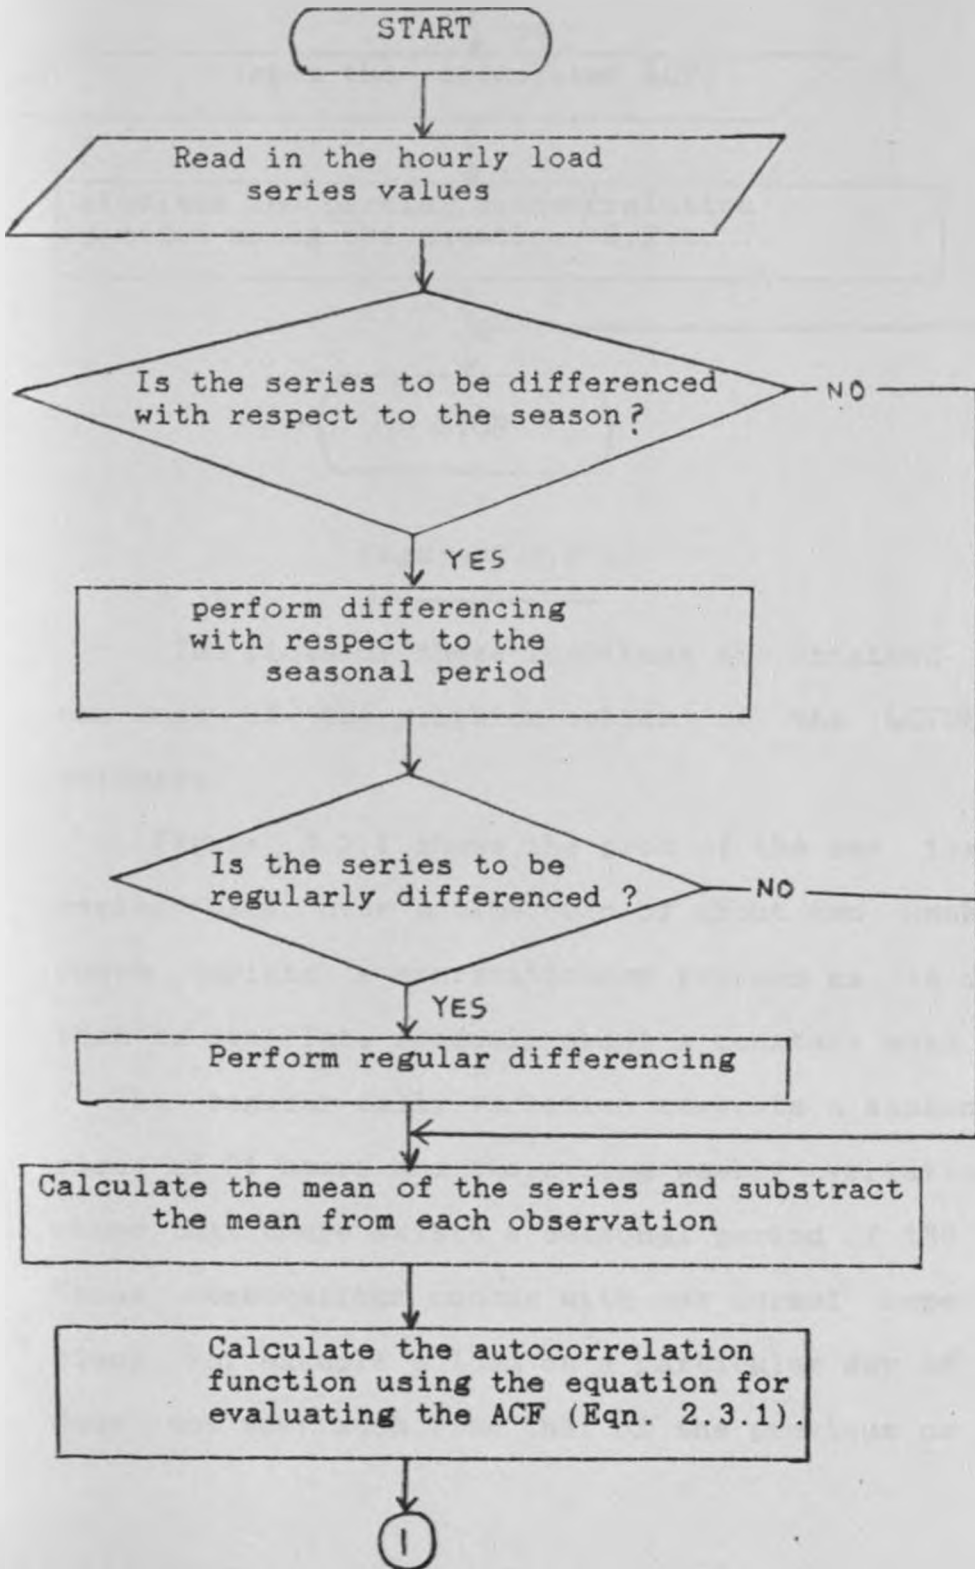 START
Read in the hourly load
series values
Is the series to be differenced
with respect to the season?
NO
YES
perform differencing
with respect to the
seasonal period
Is the series to be
regularly differenced ?
NO
YES
Perform regular differencing
Calculate the mean of the series and substract
the mean from each observation
Calculate the autocorrelation
function using the equation for
evaluating the ACF (Eqn. 2.3.1).
1